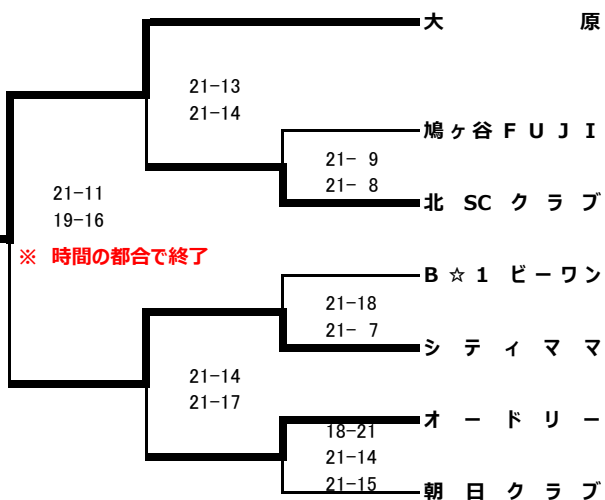 大原
21-13
21-14
鳩ヶ谷FUJI
21- 9
21- 8
北SCクラブ
21-11
19-16
※ 時間の都合で終了
B☆1 ビーワン
21-18
21- 7
シティママ
21-14
21-17
オードリー
18-21
21-14
21-15
朝日クラブ